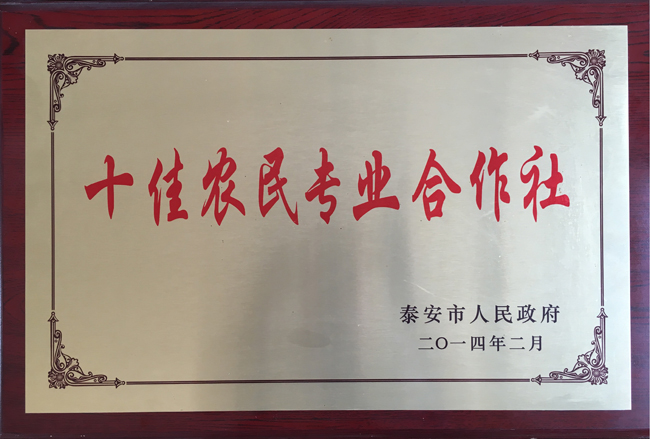 十佳农民专业合作社
泰安市人民政府
二〇一四年二月